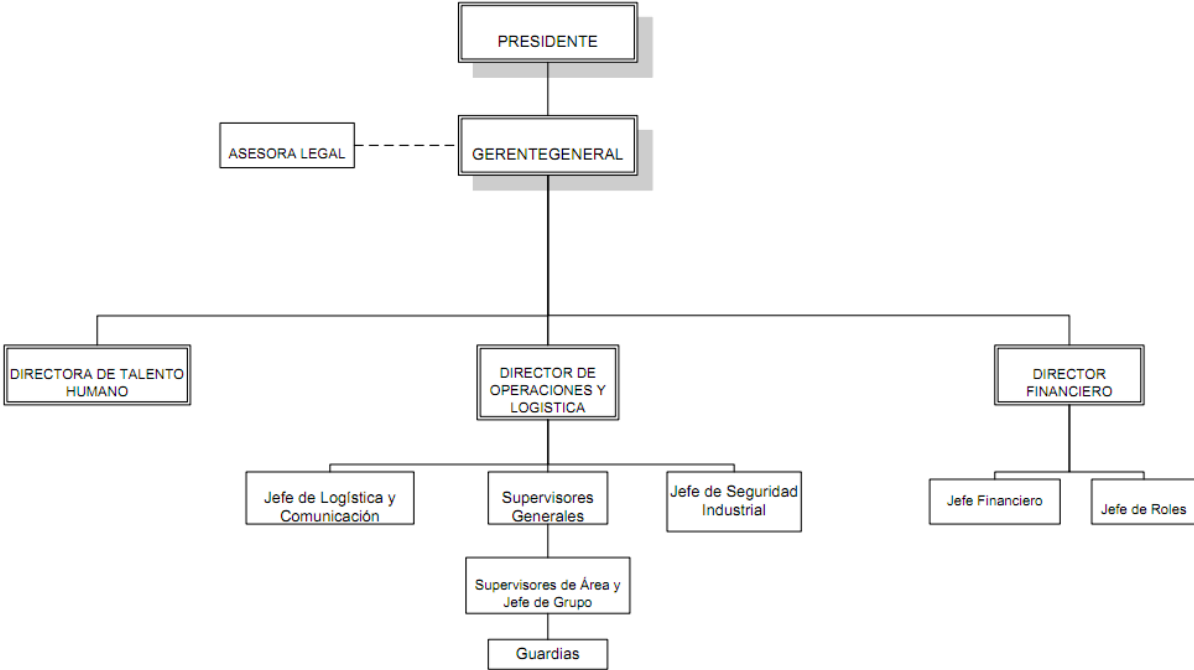 PRESIDENTE
ASESORA LEGAL
GERENTEGENERAL
DIRECTORA DE TALENTO
HUMANO
DIRECTOR DE
OPERACIONES Y
LOGISTICA
DIRECTOR
FINANCIERO
Jefe de Logística y
Comunicación
Supervisores
Generales
Jefe de Seguridad
Industrial
Jefe Financiero
Jefe de Roles
Supervisores de Área y
Jefe de Grupo
Guardias